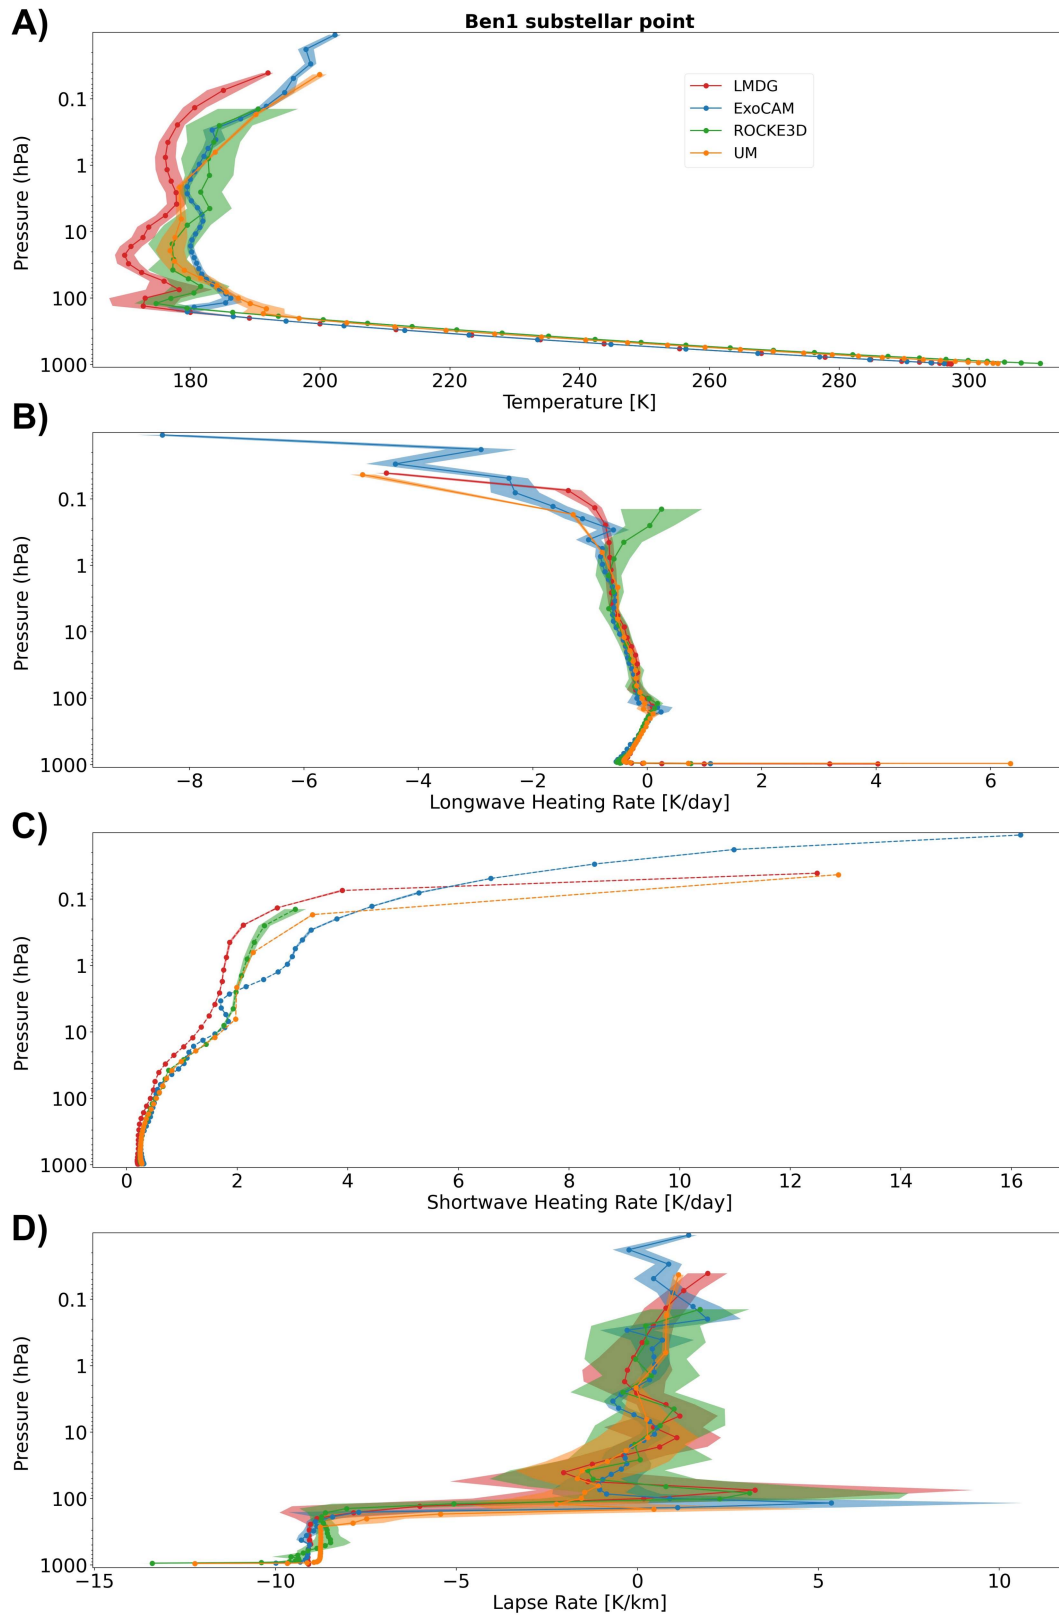 A)
Ben1 substellar point
LMDG
ExoCAM
ROCKE3D
UM
Pressure (hPa)
0.1
1
10
100
1000
180 200 220 240 260 280 300
Temperature [K]
B)
Pressure (hPa)
0.1
1
10
100
1000
−8 −6 −4 −2 0 2 4 6
Longwave Heating Rate [K/day]
C)
Pressure (hPa)
0.1
1
10
100
1000
0 2 4 6 8 10 12 14 16
Shortwave Heating Rate [K/day]
D)
Pressure (hPa)
0.1
1
10
100
1000
−15 −10 −5 0 5 10
Lapse Rate [K/km]